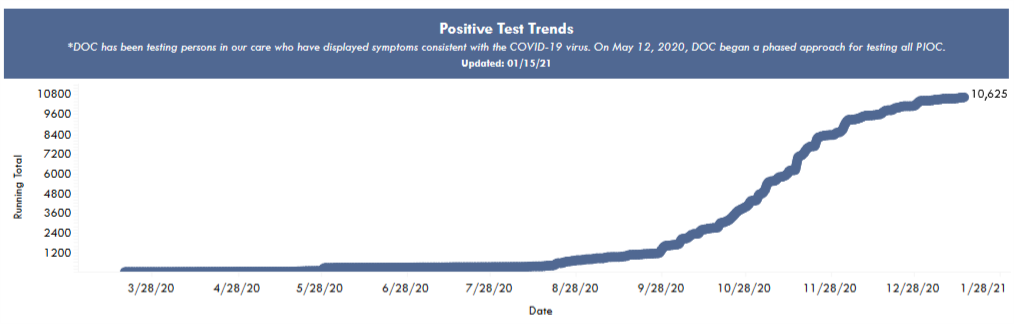 Positive Test Trends
*DOC has been testing persons in our care who have displayed symptoms consistent with the COVID-19 virus. On May 12, 2020, DOC began a phased approach for testing all PIOC.
Updated: 01/15/21
10800
9600
8400
7200
6000
4800
3600
2400
1200
Running Total
10,625
3/28/20 4/28/20 5/28/20 6/28/20 7/28/20 8/28/20 9/28/20 10/28/20 11/28/20 12/28/20 1/28/21
Date